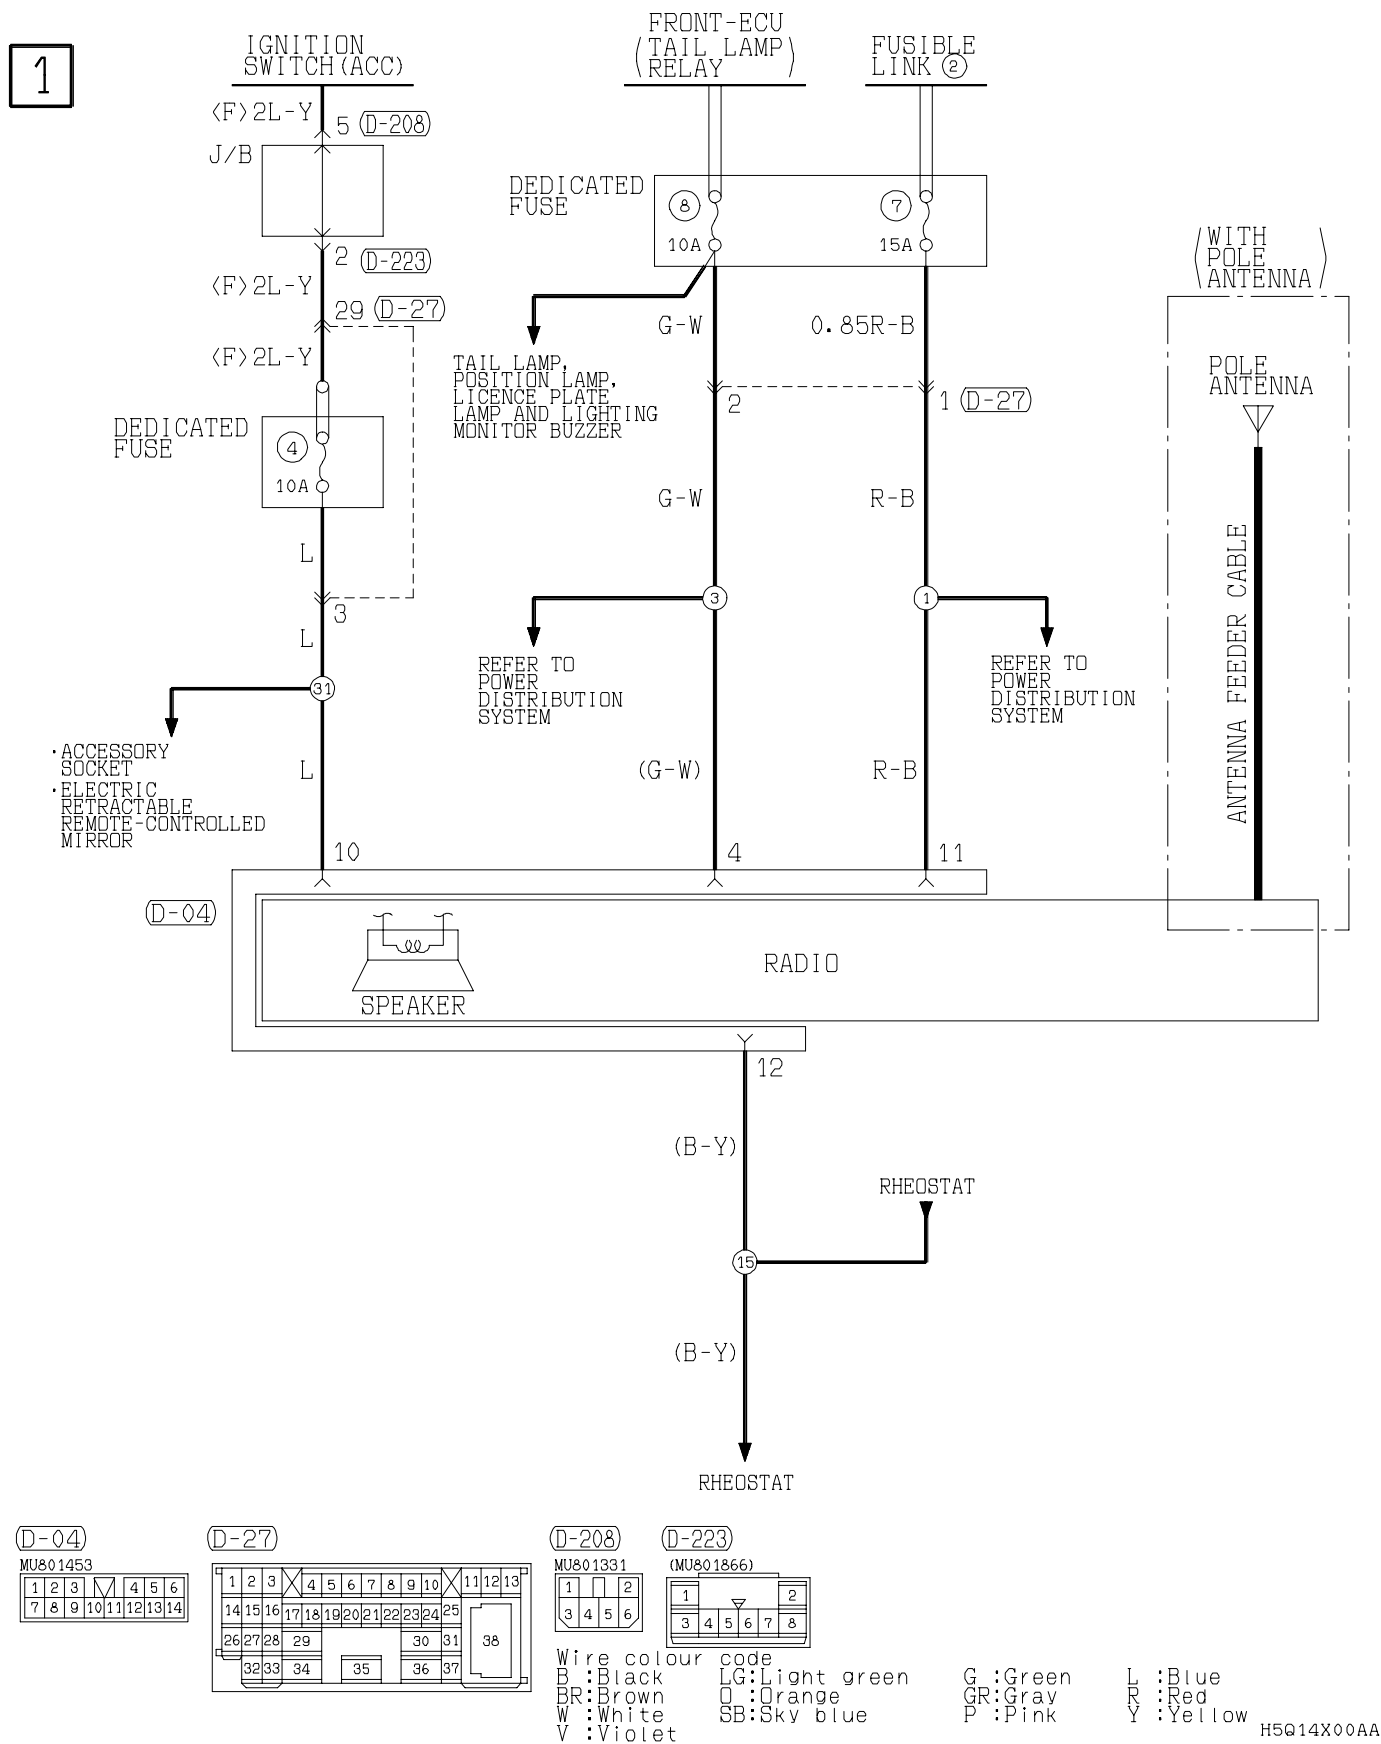 1
IGNITION
SWITCH(ACC)
FRONT-ECU
(TAIL LAMP
RELAY)
FUSIBLE
LINK ②
<F>2L-Y
5 (D-208)
J/B
2 (D-223)
<F>2L-Y
29 (D-27)
<F>2L-Y
DEDICATED
FUSE
4
10A
L
3
L
31
·ACCESSORY
SOCKET
·ELECTRIC
RETRACTABLE
REMOTE-CONTROLLED
MIRROR
L
10
DEDICATED
FUSE
8
10A
7
15A
TAIL LAMP,
POSITION LAMP,
LICENCE PLATE
LAMP AND LIGHTING
MONITOR BUZZER
G-W
0.85R-B
2
1 (D-27)
G-W
R-B
3
1
REFER TO
POWER
DISTRIBUTION
SYSTEM
REFER TO
POWER
DISTRIBUTION
SYSTEM
(G-W)
R-B
4
11
(WITH
POLE
ANTENNA)
POLE
ANTENNA
ANTENNA FEEDER CABLE
(D-04)
SPEAKER
RADIO
12
(B-Y)
RHEOSTAT
15
(B-Y)
RHEOSTAT
(D-04)
MU801453
1 2 3 4 5 6
7 8 9 10 11 12 13 14
(D-27)
1 2 3 4 5 6 7 8 9 10 11 12 13
14 15 16 17 18 19 20 21 22 23 24 25
26 27 28 29 30 31 38
32 33 34 35 36 37
(D-208)
MU801331
1 2
3 4 5 6
(D-223)
(MU801866)
1 2
3 4 5 6 7 8
Wire colour code
B :Black LG:Light green G :Green L :Blue
BR:Brown O :Orange GR:Gray R :Red
W :White SB:Sky blue P :Pink Y :Yellow
V :Violet
H5Q14X00AA